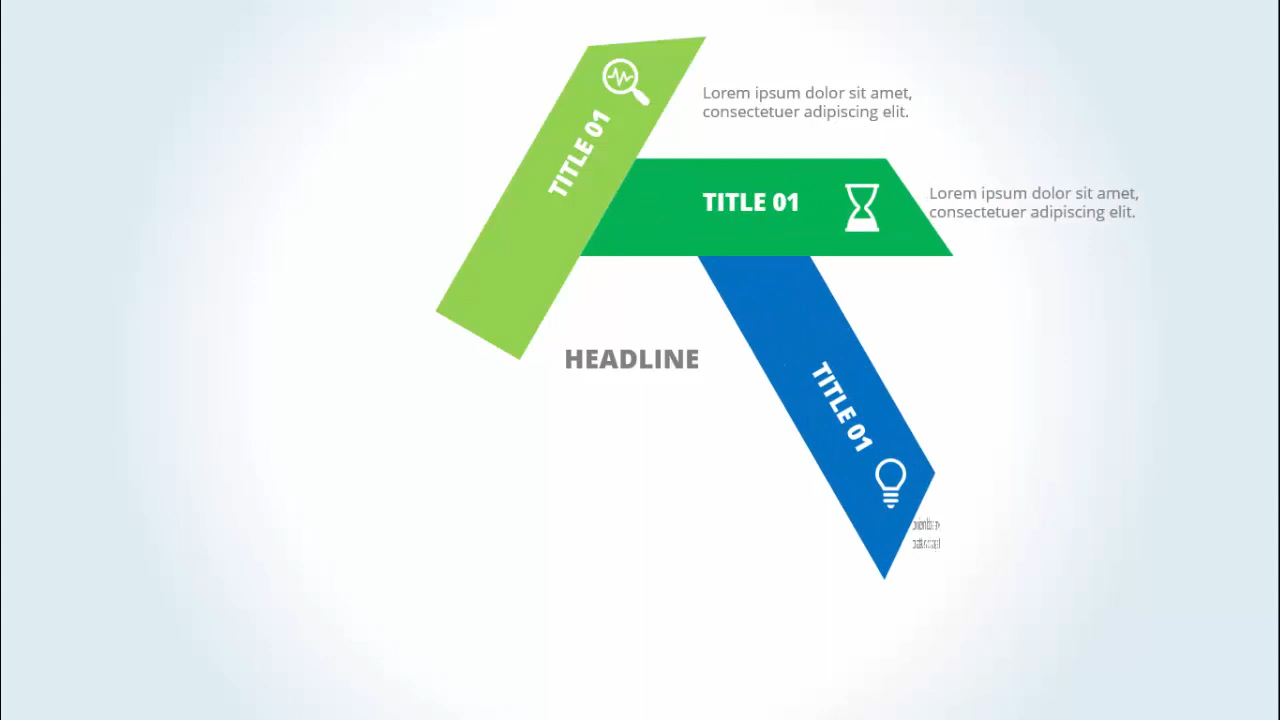 TITLE 01
Lorem ipsum dolor sit amet,
consectetuer adipiscing elit.
TITLE 01
Lorem ipsum dolor sit amet,
consectetuer adipiscing elit.
HEADLINE
TITLE 01